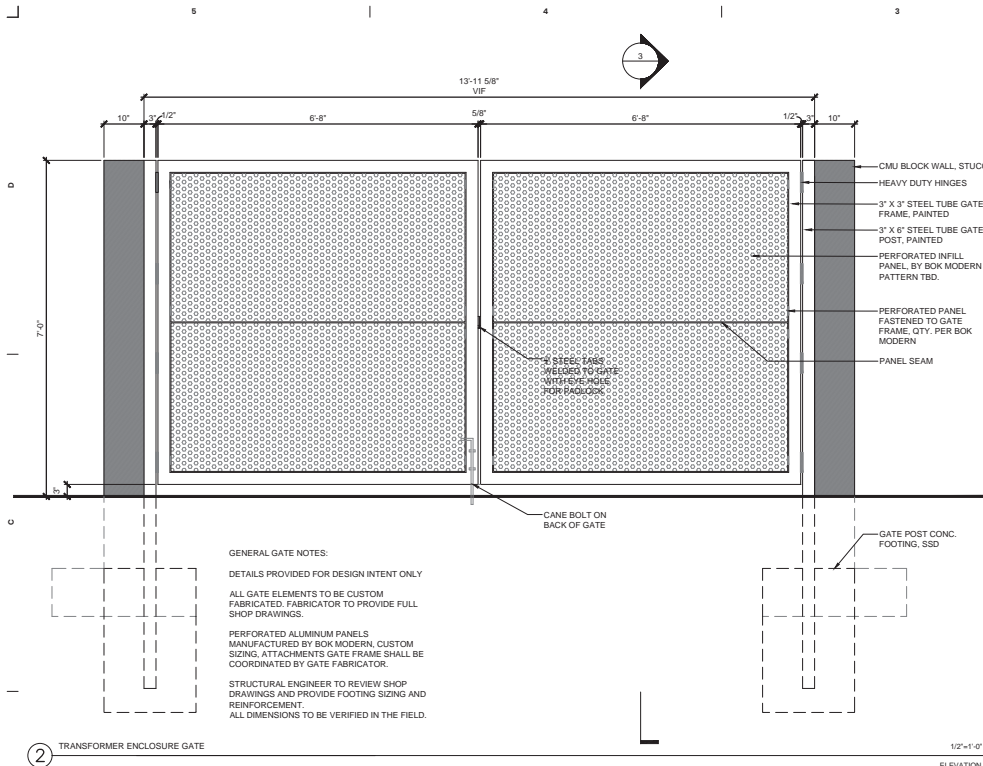 5 4 3
3
13'-11 5/8"
VIF
10" 3" 1/2" 6'-8" 5/8" 6'-8" 1/2" 3" 10"
D
CMU BLOCK WALL,
HEAVY DUTY HINGES
3" X 3" STEEL TUBE GATE
FRAME, PAINTED
3" X 6" STEEL TUBE GATE
POST, PAINTED
PERFORATED INFILL
PANEL, BY BOK MODERN
PATTERN TBD.
PERFORATED PANEL
FASTENED TO GATE
FRAME, QTY. PER BOK
MODERN
PANEL SEAM
7'-0"
STEEL TABS
WELDED TO GATE
WITH EYE HOLE
FOR PADLOCK
3"
C
CANE BOLT ON
BACK OF GATE
GATE POST CONC.
FOOTING, SSD
GENERAL GATE NOTES:
DETAILS PROVIDED FOR DESIGN INTENT ONLY
ALL GATE ELEMENTS TO BE CUSTOM
FABRICATED. FABRICATOR TO PROVIDE FULL
SHOP DRAWINGS.
PERFORATED ALUMINUM PANELS
MANUFACTURED BY BOK MODERN, CUSTOM
SIZING, ATTACHMENTS GATE FRAME SHALL BE
COORDINATED BY GATE FABRICATOR.
STRUCTURAL ENGINEER TO REVIEW SHOP
DRAWINGS AND PROVIDE FOOTING SIZING AND
REINFORCEMENT.
ALL DIMENSIONS TO BE VERIFIED IN THE FIELD.
2 TRANSFORMER ENCLOSURE GATE
1/2"=1'-0"
ELEVATION